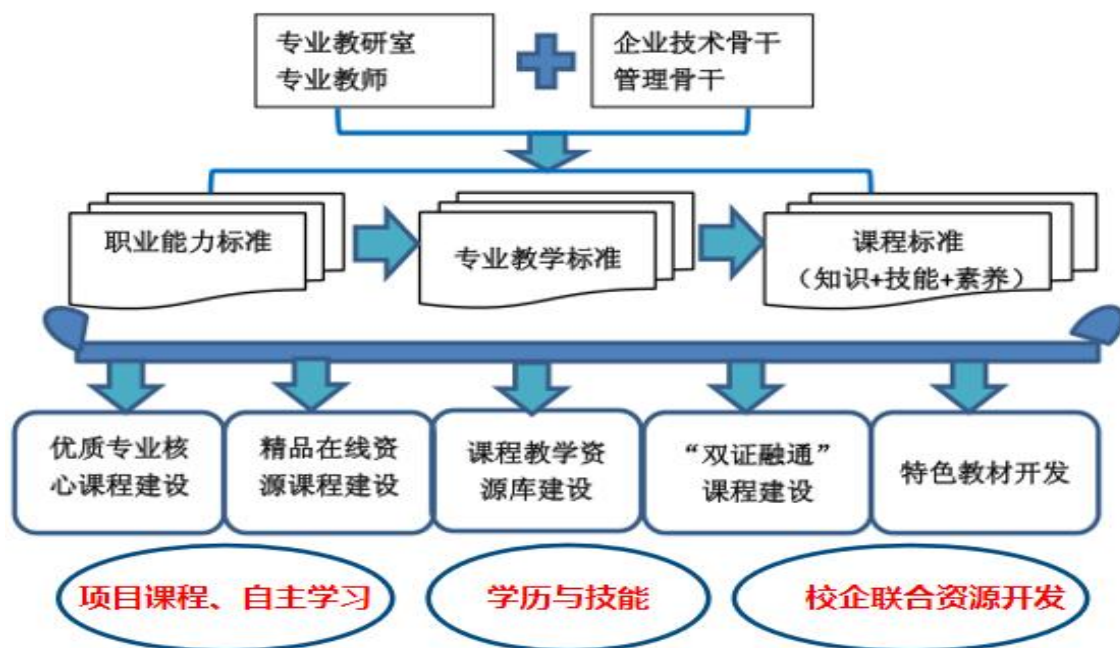 专业教研室
专业教师
企业技术骨干
管理骨干
职业能力标准
专业教学标准
课程标准
（知识+技能+素养）
优质专业核
心课程建设
精品在线资
源课程建设
课程教学资
源库建设
“双证融通”
课程建设
特色教材开发
项目课程、自主学习
学历与技能
校企联合资源开发